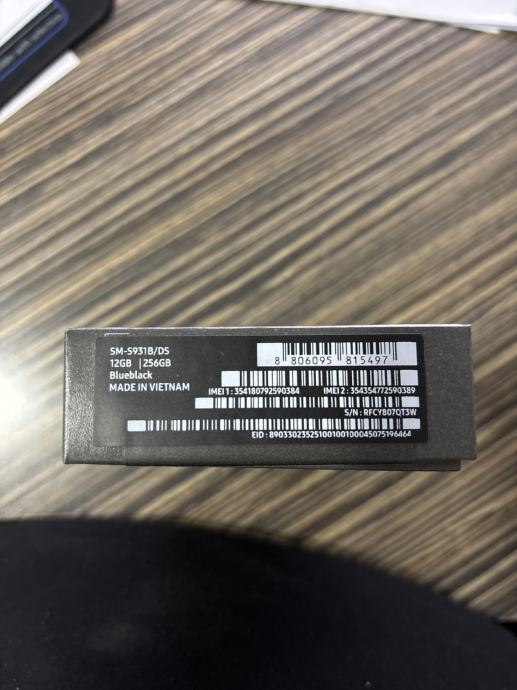 SM-S931B/DS
12GB | 256GB
Blueblack
MADE IN VIETNAM
8 806095 815497
IMEI 1 : 354180792590384 IMEI 2 : 354354772590389
S/N : RFCY807QT3W
EID : 89033023525100100100045075196464